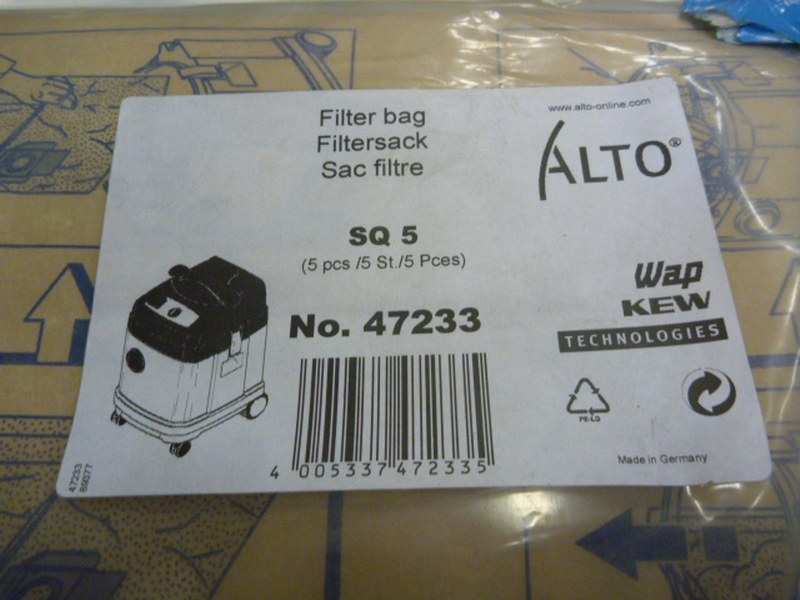 Filter bag
Filtersack
Sac filtre
www.alto-online.com
ALTO®
SQ 5
(5 pcs /5 St./5 Pces)
Wap
KEW
TECHNOLOGIES
No. 47233
PE-LD
4 005337 472335
Made in Germany
47233
89077